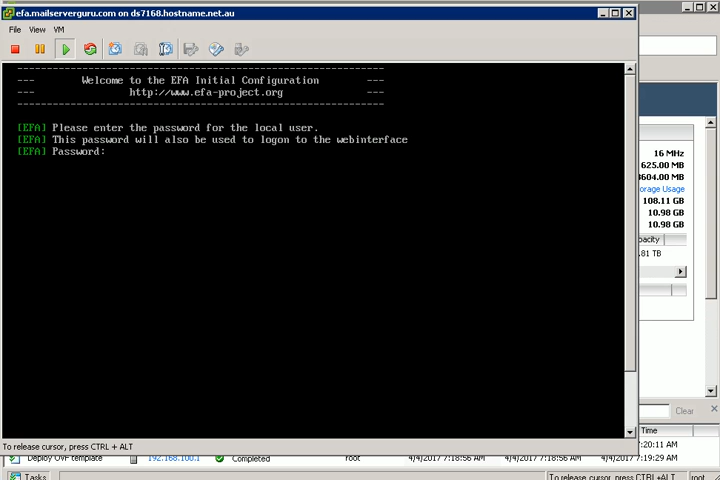 efa.mailserverguru.com on ds7168.hostname.net.au
File View VM
Welcome to the EFA Initial Configuration
http://www.efa-project.org
[EFA] Please enter the password for the local user.
[EFA] This password will also be used to logon to the webinterface
[EFA] Password:
16 MHz
625.00 MB
3604.00 MB
orage Usage
108.11 GB
10.98 GB
10.98 GB
pacity
.81 TB
Clear
Time
7:20:11 AM
To release cursor, press CTRL + ALT
Deploy OVF template 192.168.100.1 Completed root 4/4/2017 7:18:56 AM 4/4/2017 7:18:56 AM 4/4/2017 7:19:29 AM
Tasks To release cursor, press CTRL+ALT root